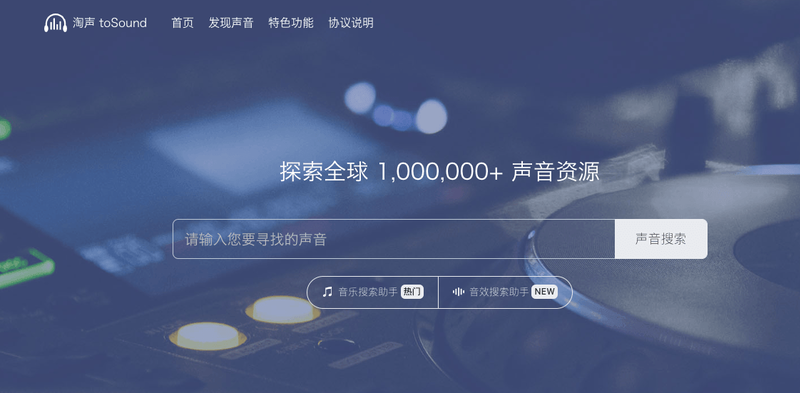 淘声 toSound 首页 发现声音 特色功能 协议说明
探索全球 1,000,000+ 声音资源
请输入您要寻找的声音 声音搜索
音乐搜索助手 热门 音效搜索助手 NEW